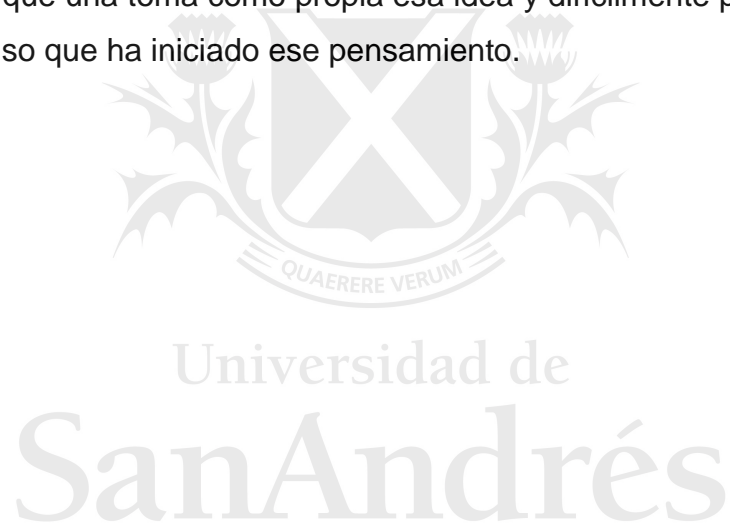 que una toma como propia esa idea y difícilmente p
so que ha iniciado ese pensamiento.
QUAERERE VERUM
Universidad de
SanAndrés